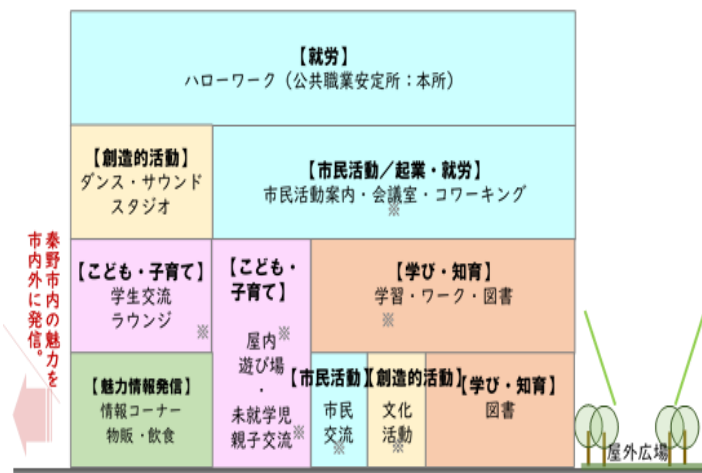 【就労】
ハローワーク（公共職業安定所：本所）
【創造的活動】
ダンス・サウンド
スタジオ
【市民活動／起業・就労】
市民活動案内・会議室・コワーキング
※
秦野市内の魅力を
市内外に発信。
【こども・子育て】
学生交流
ラウンジ
※
【こども・
子育て】
屋内※
遊び場
・
未就学児
親子交流※
【学び・知育】
学習・ワーク・図書
※
【魅力情報発信】
情報コーナー
物販・飲食
【市民活動】
市民
交流
※
【創造的活動】
文化
活動
※
【学び・知育】
図書
屋外広場